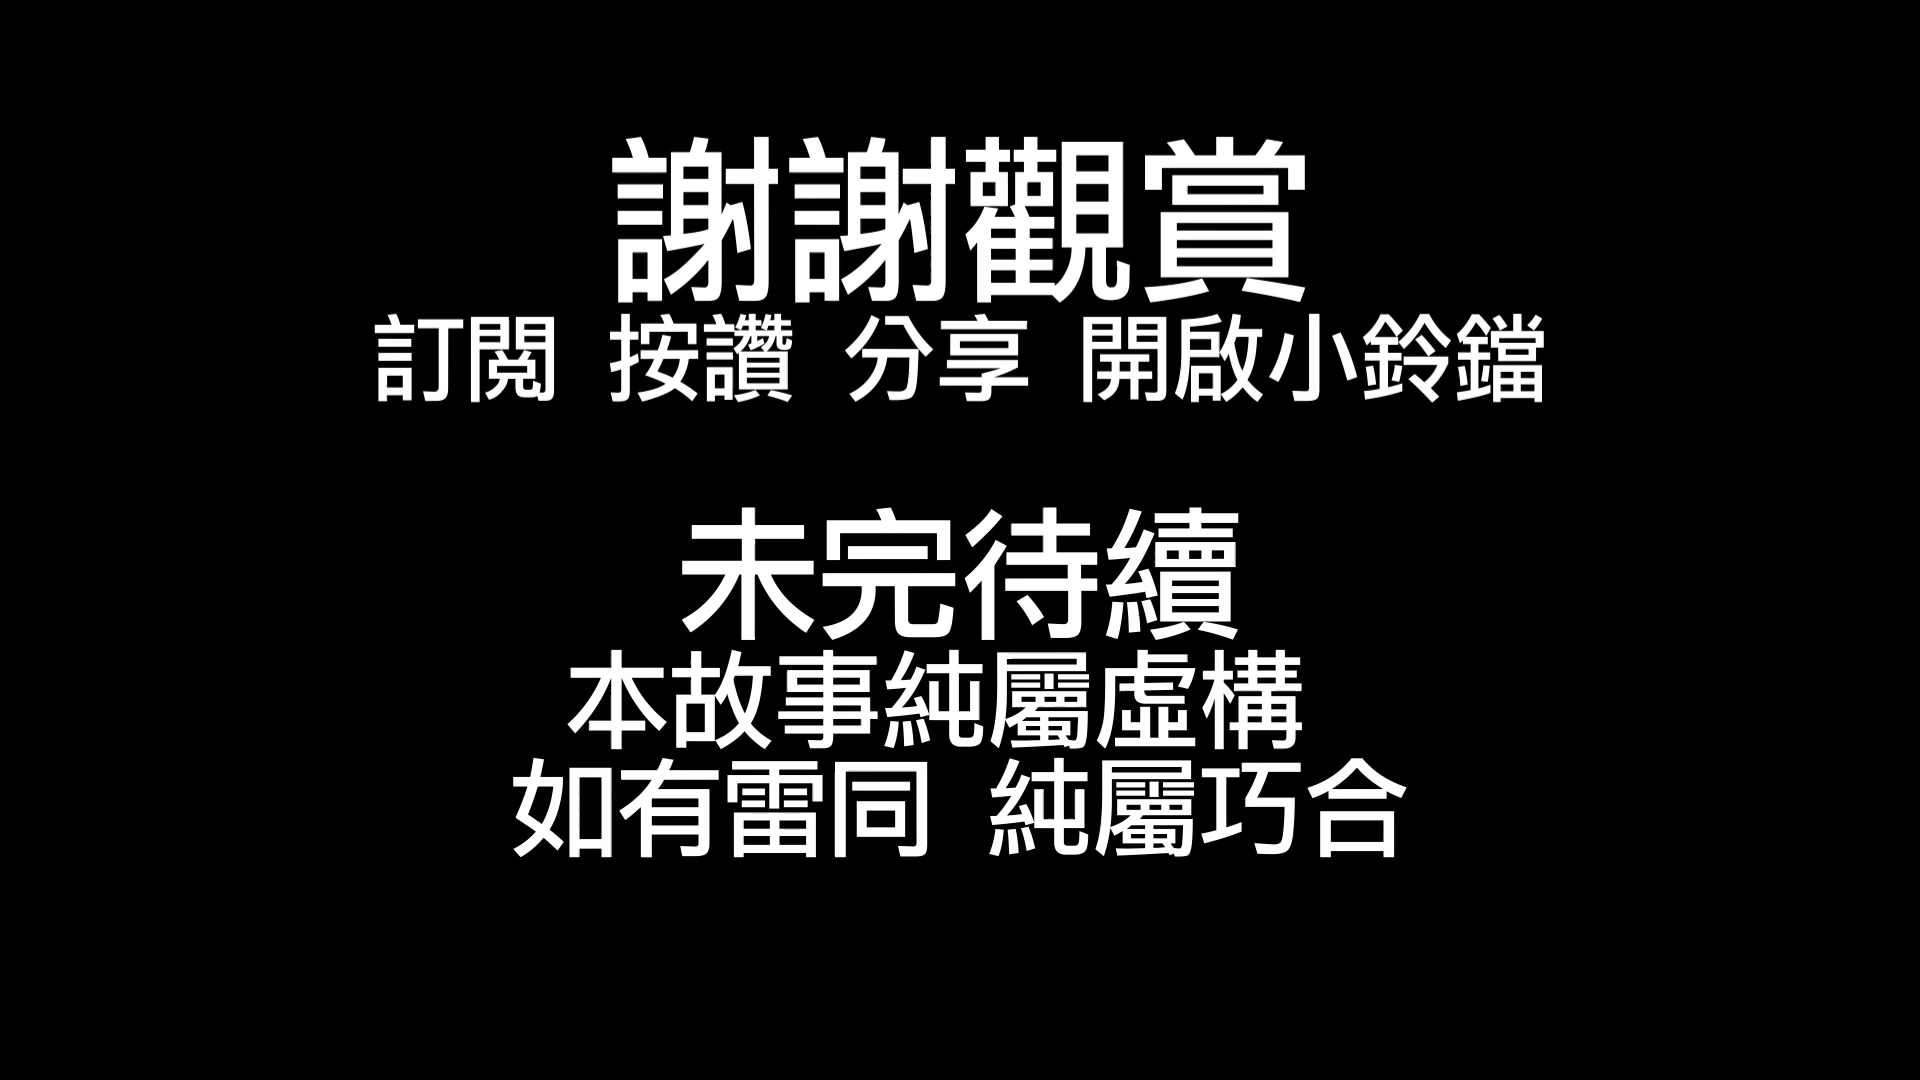 謝謝觀賞
訂閱 按讚 分享 開啟小鈴鐺
未完待續
本故事純屬虛構
如有雷同 純屬巧合